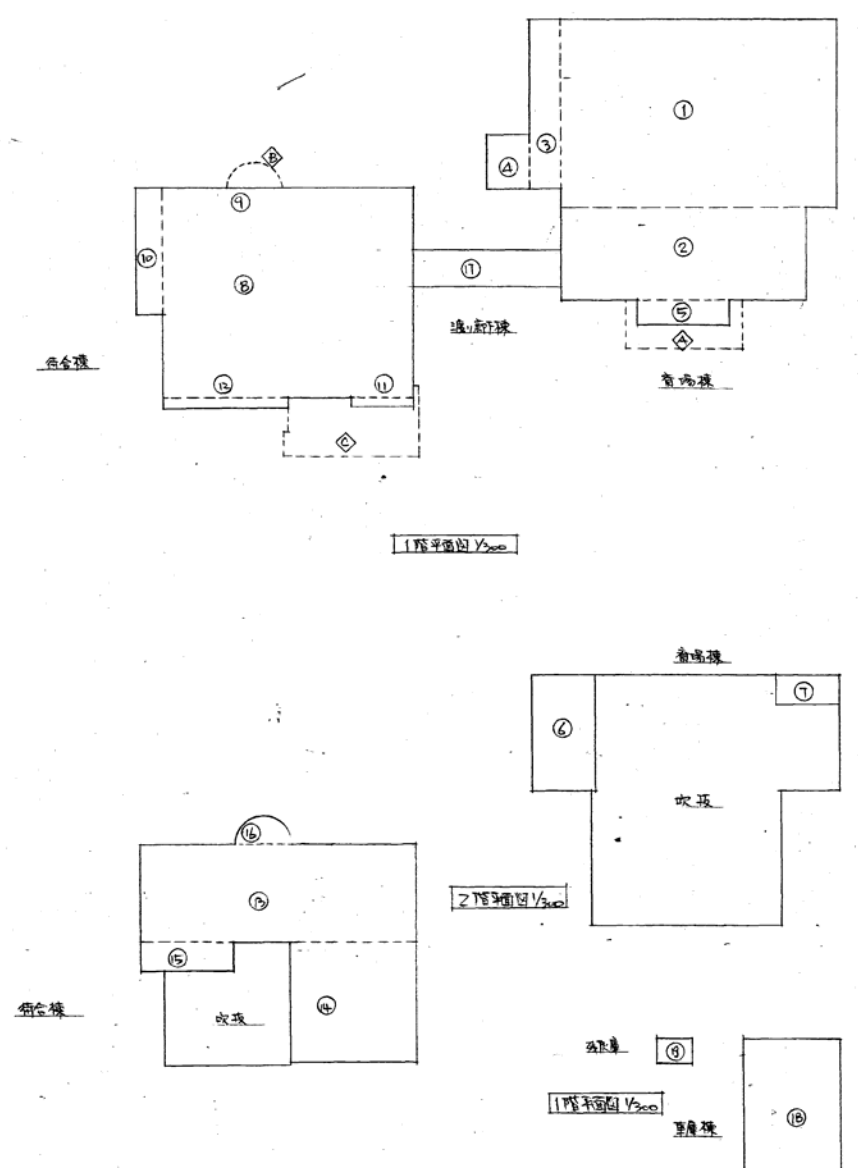 ①
③
④
B
⑨
②
⑩
⑧
⑰
⑤
渡り廊下棟
A
待合棟
斎場棟
⑫
⑪
C
1階平面図 1/300
斎場棟
⑦
⑥
吹抜
⑯
2階平面図 1/300
⑬
⑮
⑭
待合棟
吹抜
1階平面図 1/300
車庫棟
⑱